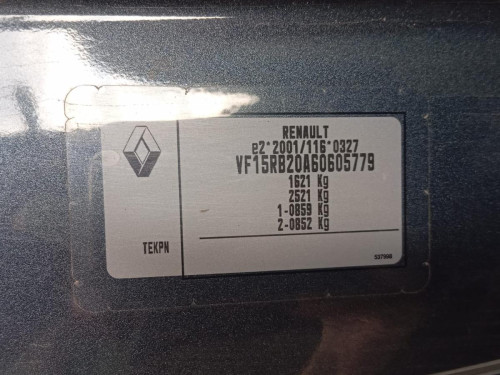 RENAULT
e2*2001/116*0327
VF15RB20A60605779
1621 Kg
2521 Kg
1-0859 Kg
2-0852 Kg
TEKPN